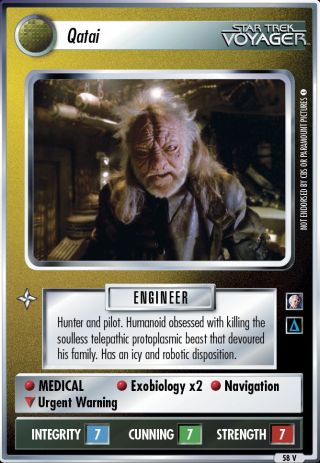 Qatai
STAR TREK
VOYAGER
NOT ENDORSED BY CBS OR PARAMOUNT PICTURES
ENGINEER
Hunter and pilot. Humanoid obsessed with killing the
soulless telepathic protoplasmic beast that devoured
his family. Has an icy and robotic disposition.
MEDICAL Exobiology x2 Navigation
Urgent Warning
INTEGRITY 7 CUNNING 7 STRENGTH 7
58 V